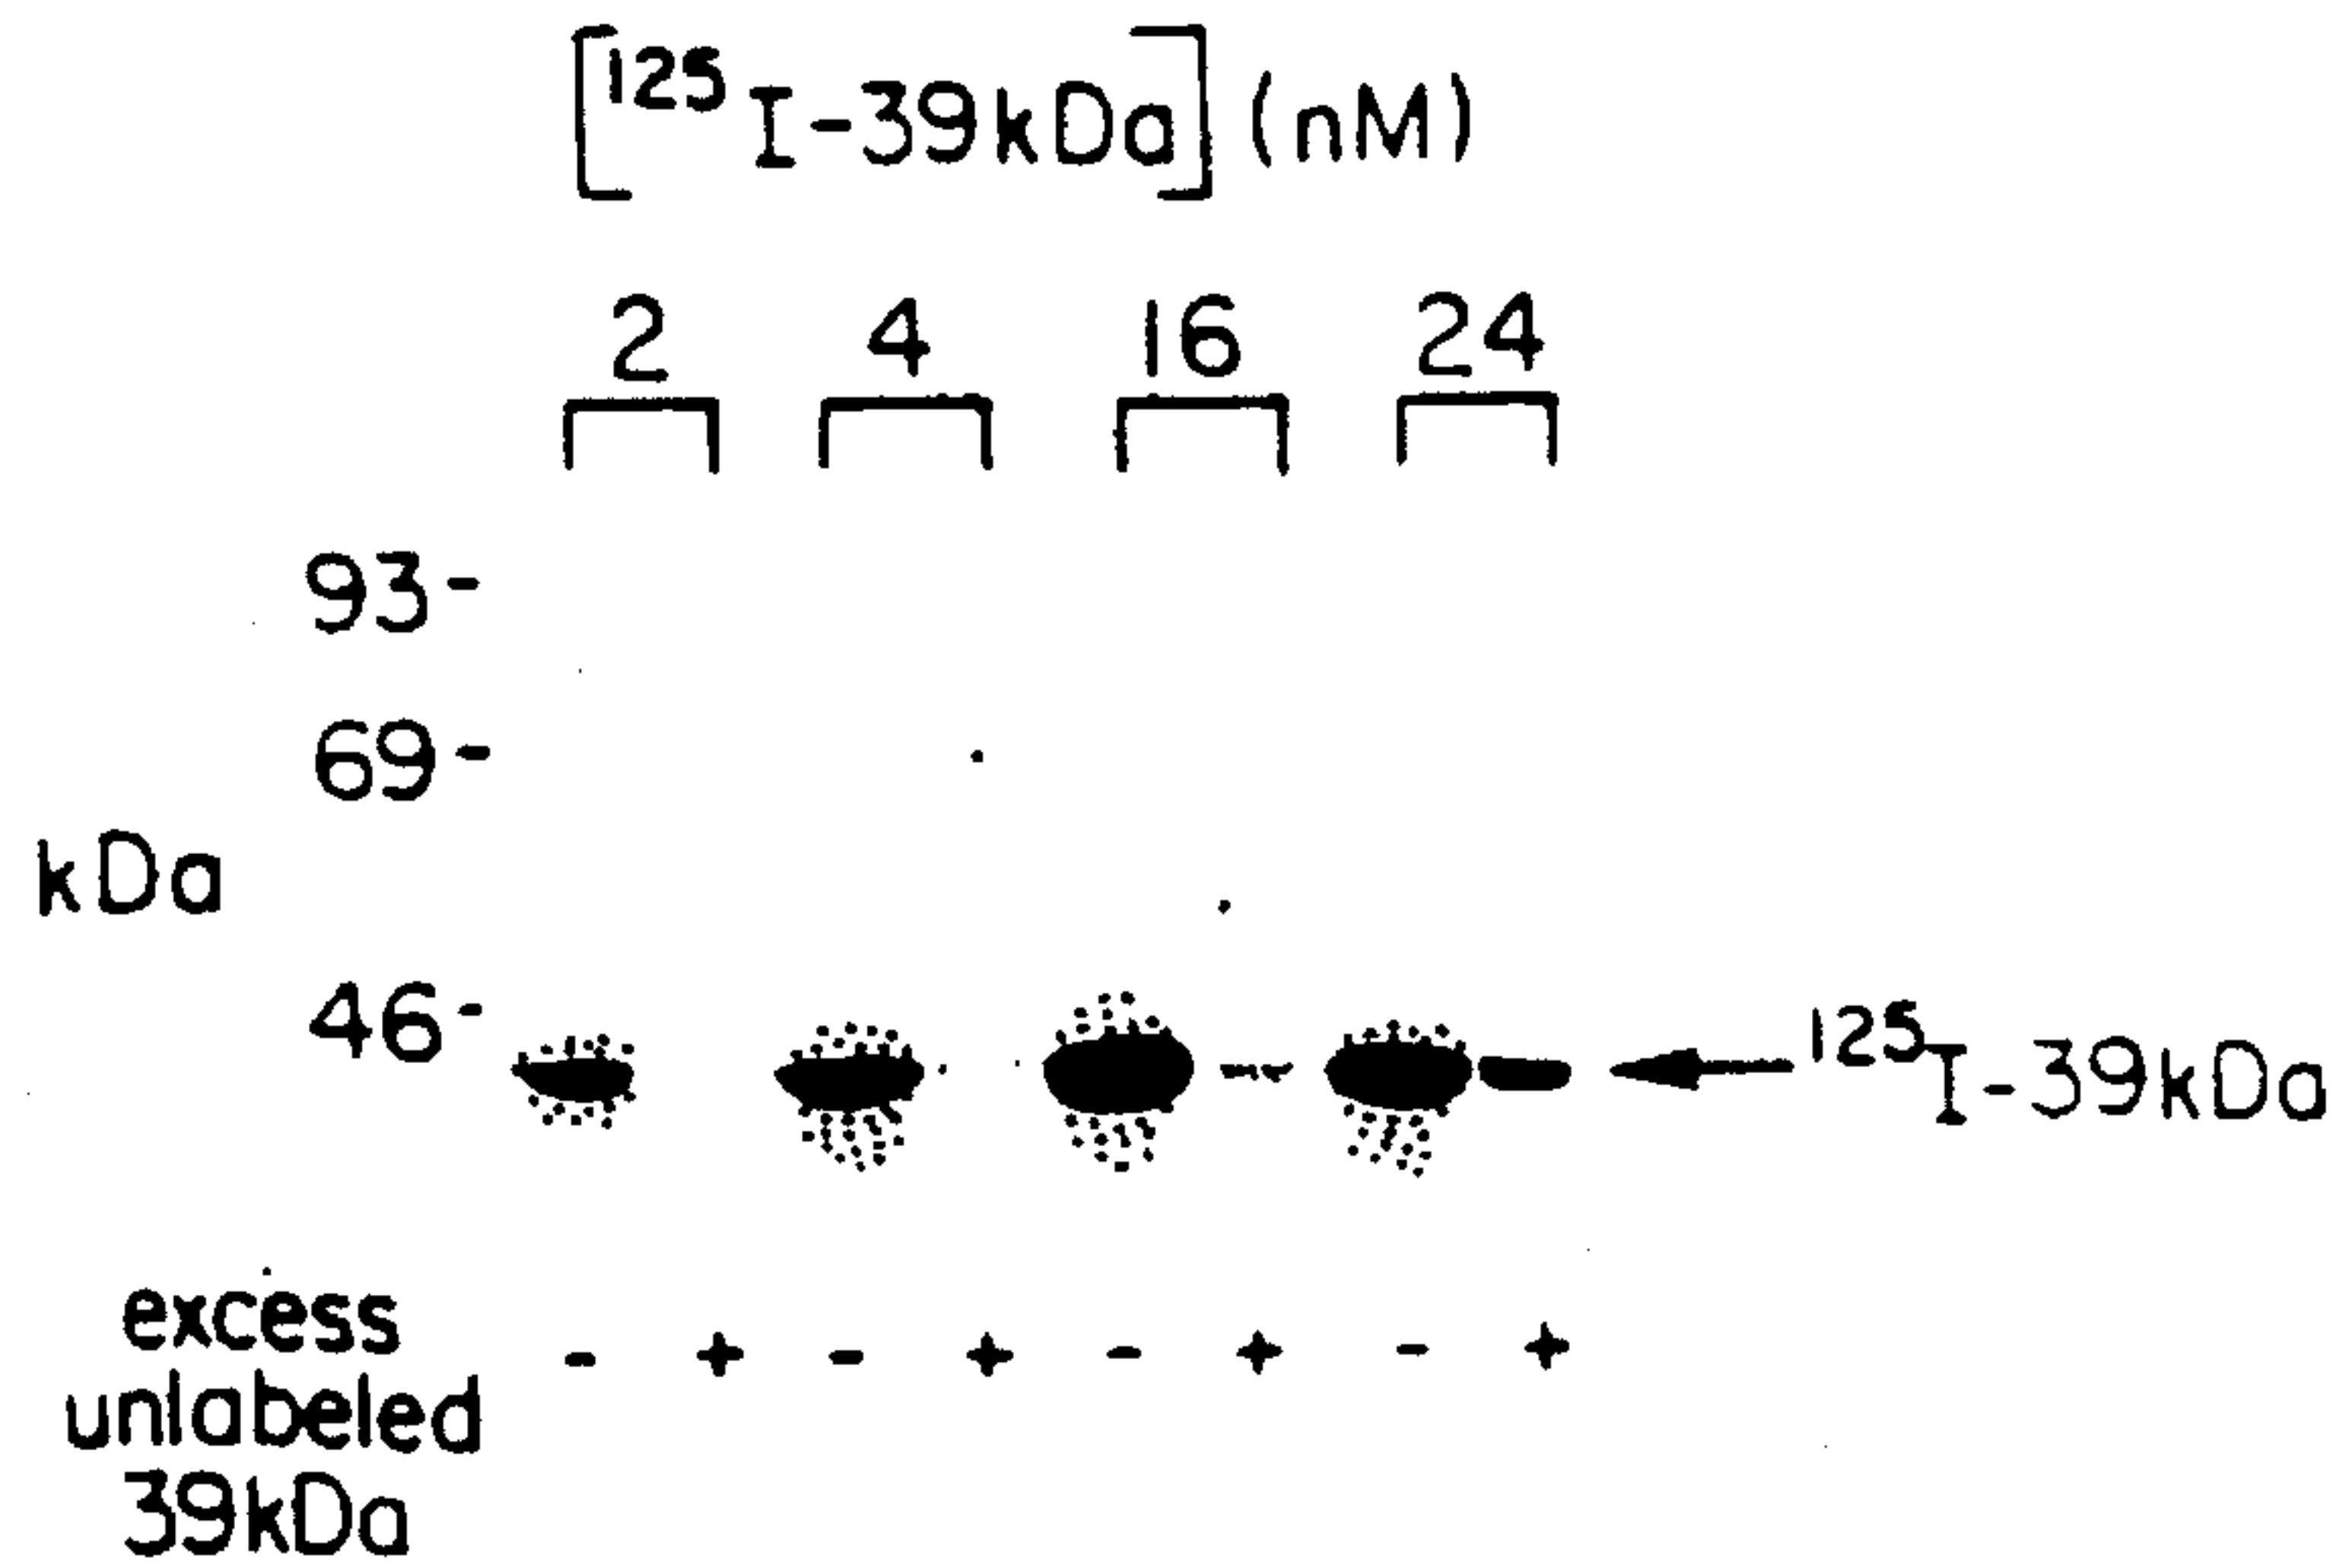 [¹²⁵I-39kDa] (nM)
2 4 16 24
93-
69-
kDa
46-
¹²⁵I-39kDa
excess
unlabeled
39kDa
- + - + - + - +